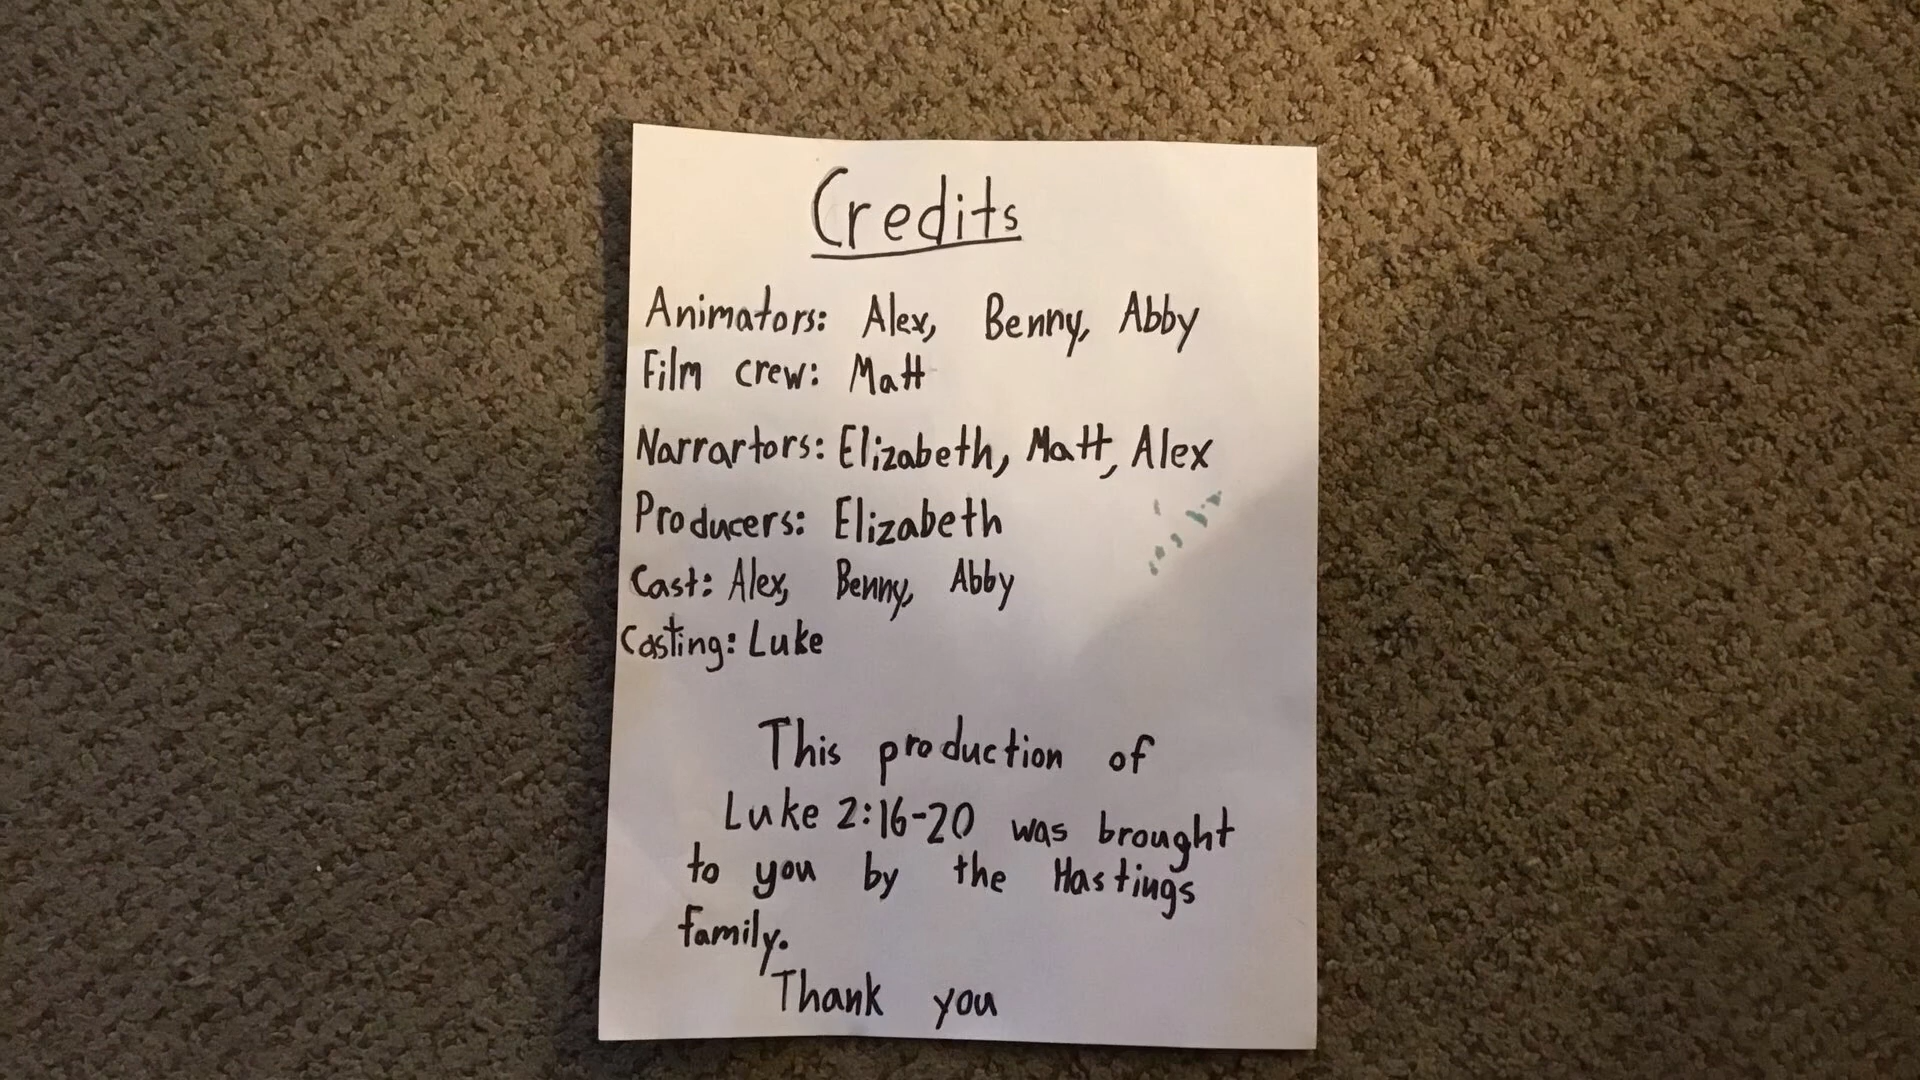 Credits
Animators: Alex, Benny, Abby
Film crew: Matt
Narrartors: Elizabeth, Matt, Alex
Producers: Elizabeth
Cast: Alex, Benny, Abby
Casting: Luke
This production of
Luke 2:16-20 was brought
to you by the Hastings
family.
Thank you